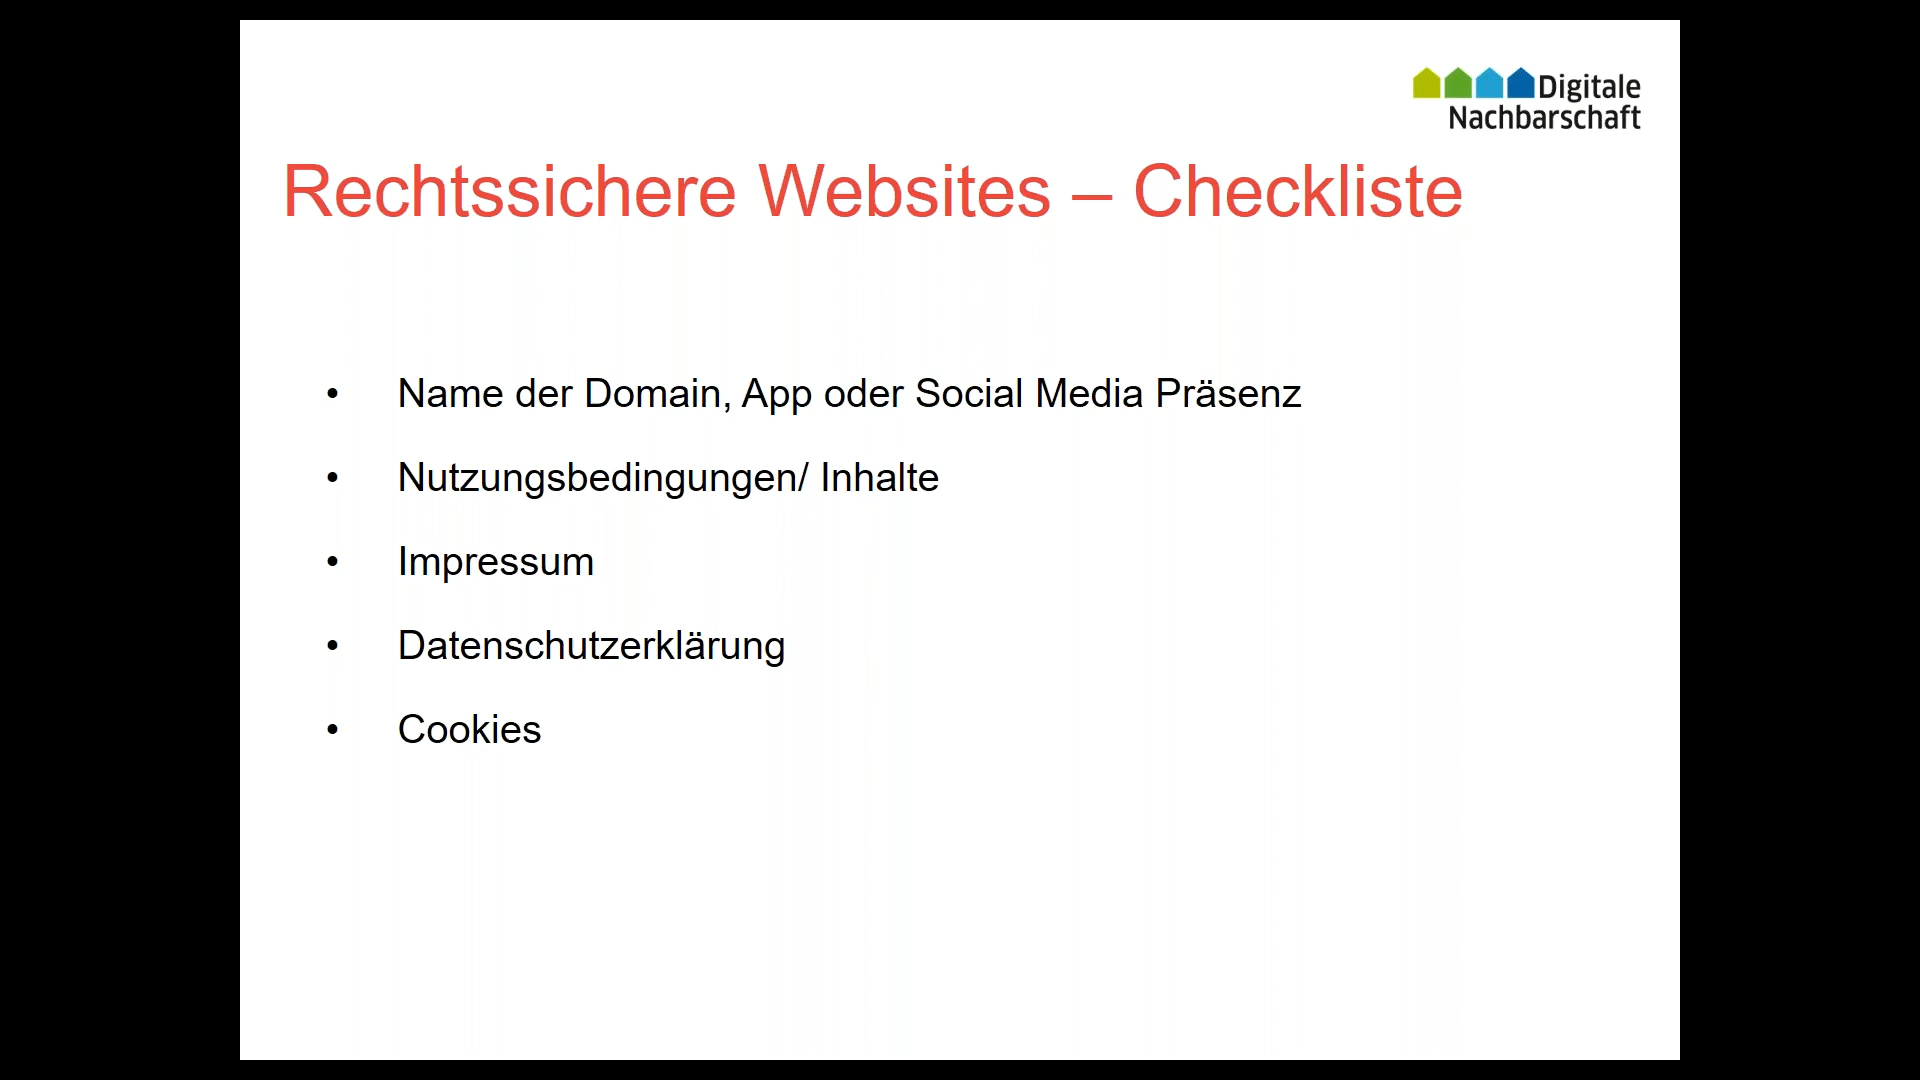 Digitale
Nachbarschaft
Rechtssichere Websites – Checkliste
• Name der Domain, App oder Social Media Präsenz
• Nutzungsbedingungen/ Inhalte
• Impressum
• Datenschutzerklärung
• Cookies